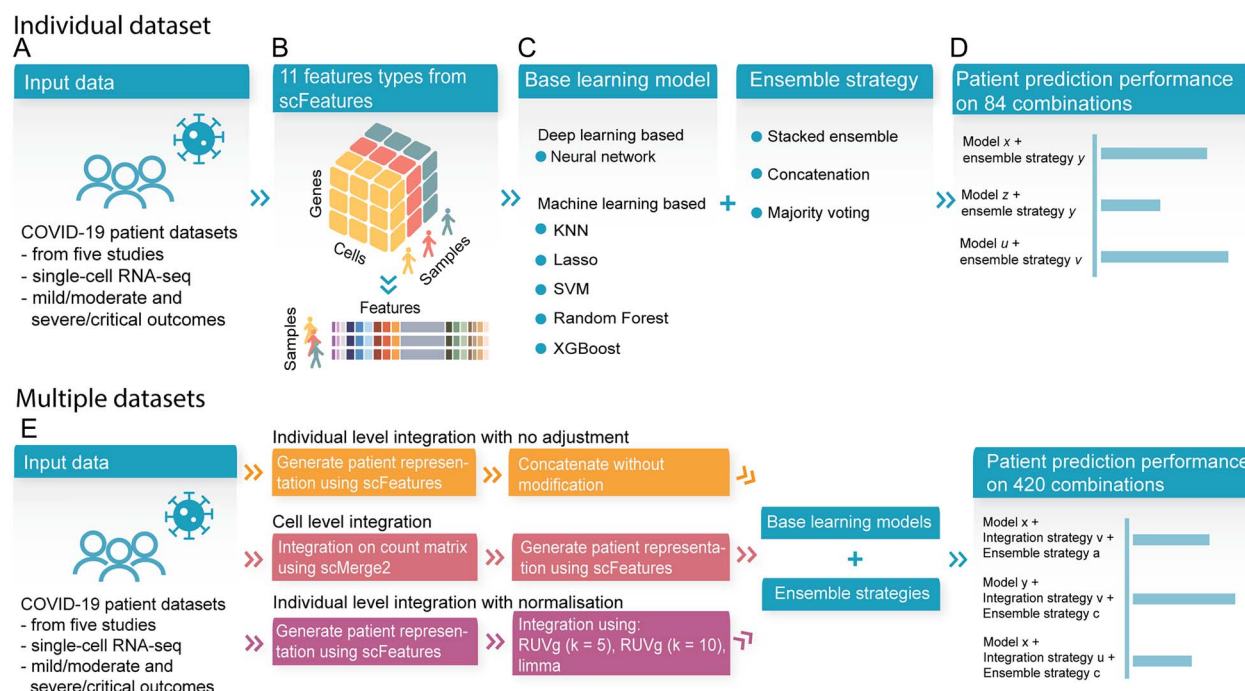 Individual dataset
A
Input data
COVID-19 patient datasets
- from five studies
- single-cell RNA-seq
- mild/moderate and
severe/critical outcomes
B
11 features types from
scFeatures
Genes
Cells
Samples
Features
Samples
C
Base learning model
Deep learning based
Neural network
Machine learning based
KNN
Lasso
SVM
Random Forest
XGBoost
+
Ensemble strategy
Stacked ensemble
Concatenation
Majority voting
D
Patient prediction performance
on 84 combinations
Model x +
ensemble strategy y
Model z +
ensemle strategy y
Model u +
ensemble strategy v
Multiple datasets
E
Input data
COVID-19 patient datasets
- from five studies
- single-cell RNA-seq
- mild/moderate and
severe/critical outcomes
Individual level integration with no adjustment
Generate patient represen-
tation using scFeatures
Concatenate without
modification
Cell level integration
Integration on count matrix
using scMerge2
Generate patient representa-
tion using scFeatures
Individual level integration with normalisation
Generate patient represen-
tation using scFeatures
Integration using:
RUVg (k = 5), RUVg (k = 10),
limma
Base learning models
+
Ensemble strategies
Patient prediction performance
on 420 combinations
Model x +
Integration strategy v +
Ensemble strategy a
Model y +
Integration strategy v +
Ensemble strategy c
Model x +
Integration strategy u +
Ensemble strategy c